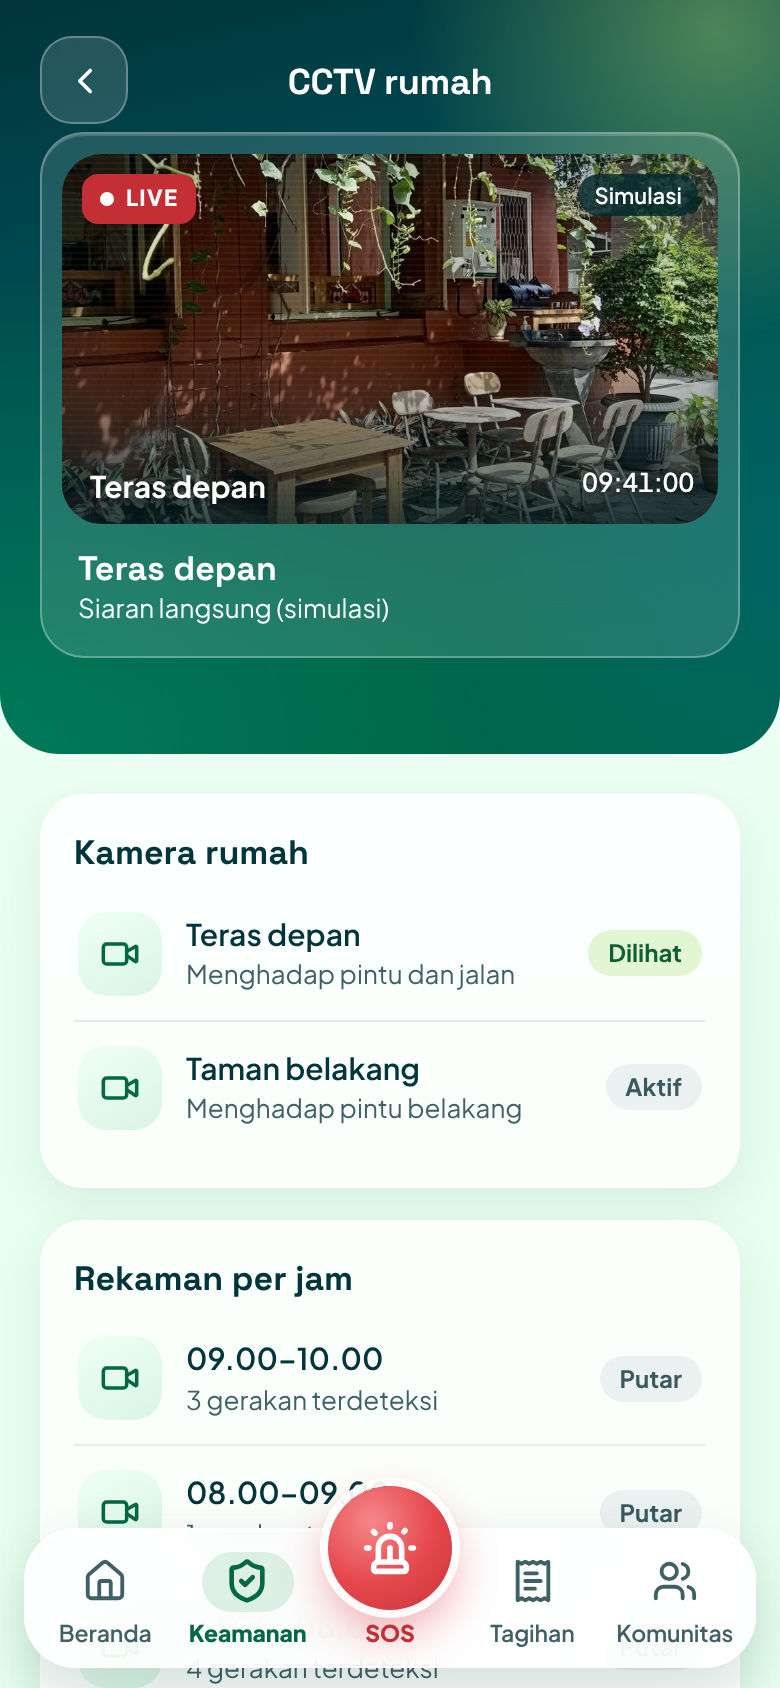 CCTV rumah
LIVE
Simulasi
Teras depan
09:41:00
Teras depan
Siaran langsung (simulasi)
Kamera rumah
Teras depan
Menghadap pintu dan jalan
Dilihat
Taman belakang
Menghadap pintu belakang
Aktif
Rekaman per jam
09.00–10.00
3 gerakan terdeteksi
Putar
08.00–09.
Putar
Beranda
Keamanan
SOS
Tagihan
Komunitas
Putar
4 gerakan terdeteksi